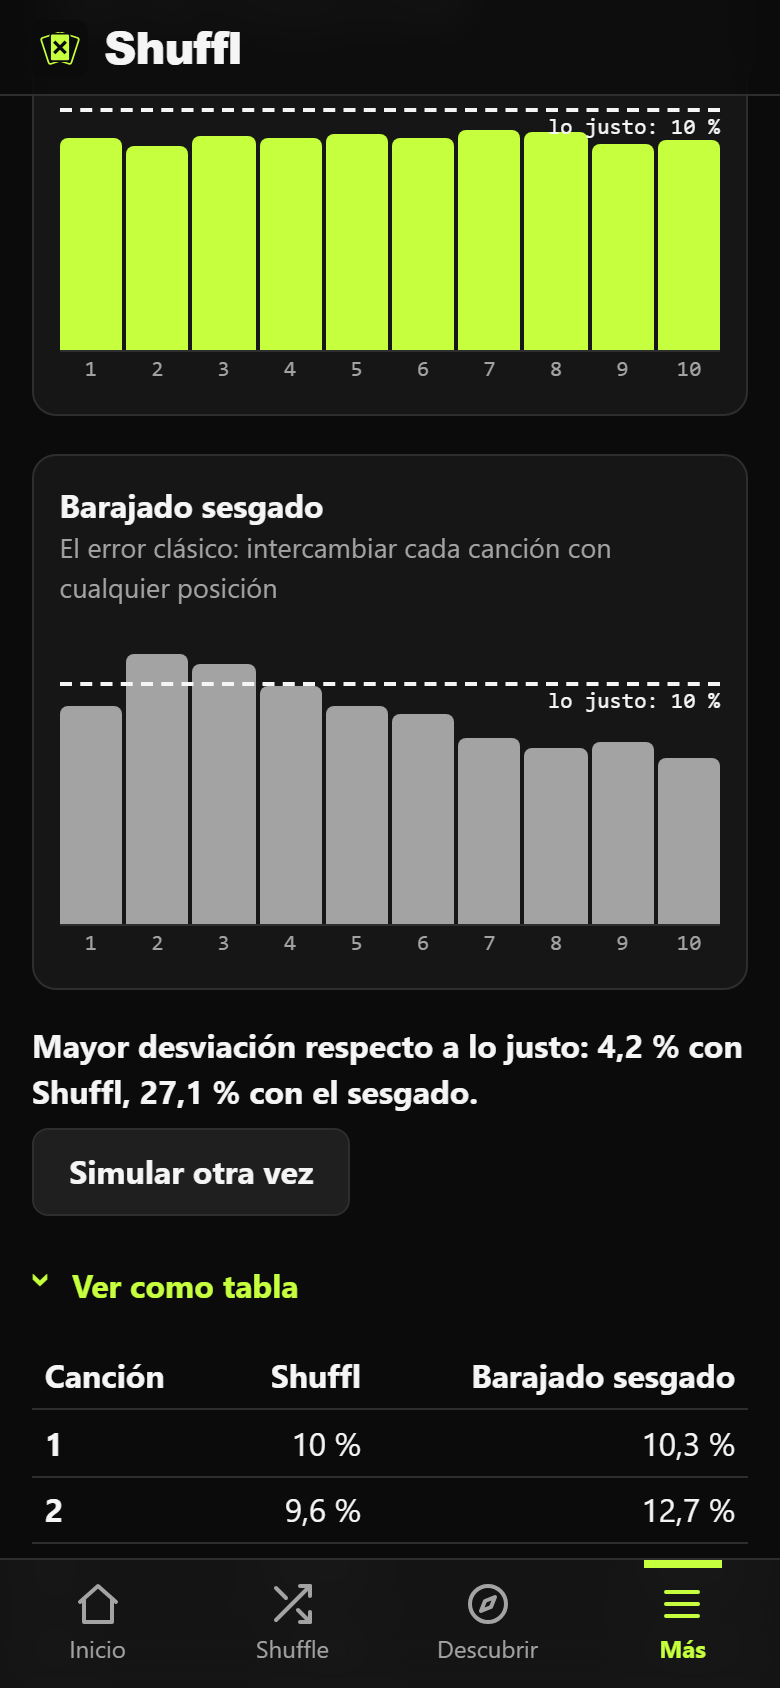 Shuffl
lo justo: 10 %
1 2 3 4 5 6 7 8 9 10
Barajado sesgado
El error clásico: intercambiar cada canción con
cualquier posición
lo justo: 10 %
1 2 3 4 5 6 7 8 9 10
Mayor desviación respecto a lo justo: 4,2 % con
Shuffl, 27,1 % con el sesgado.
Simular otra vez
Ver como tabla
Canción Shuffl Barajado sesgado
1 10 % 10,3 %
2 9,6 % 12,7 %
Inicio Shuffle Descubrir Más